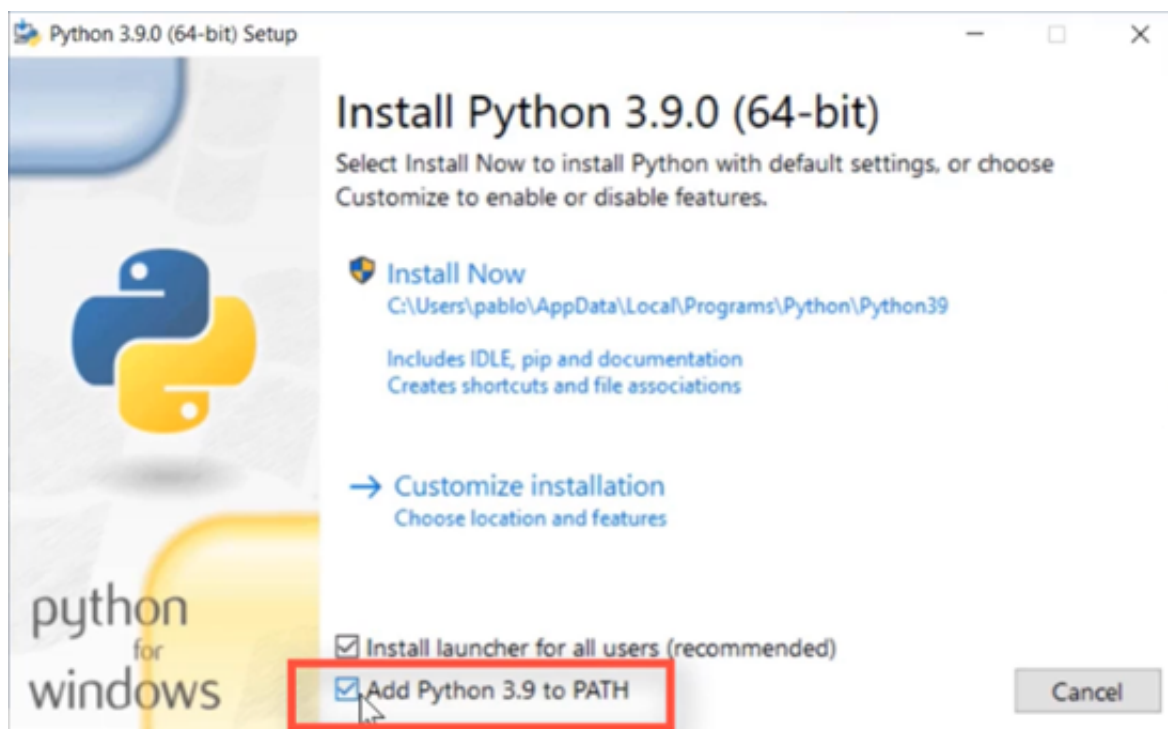 Python 3.9.0 (64-bit) Setup
Install Python 3.9.0 (64-bit)
Select Install Now to install Python with default settings, or choose
Customize to enable or disable features.
Install Now
C:\Users\pablo\AppData\Local\Programs\Python\Python39
Includes IDLE, pip and documentation
Creates shortcuts and file associations
Customize installation
Choose location and features
python
for
windows
Install launcher for all users (recommended)
Add Python 3.9 to PATH
Cancel